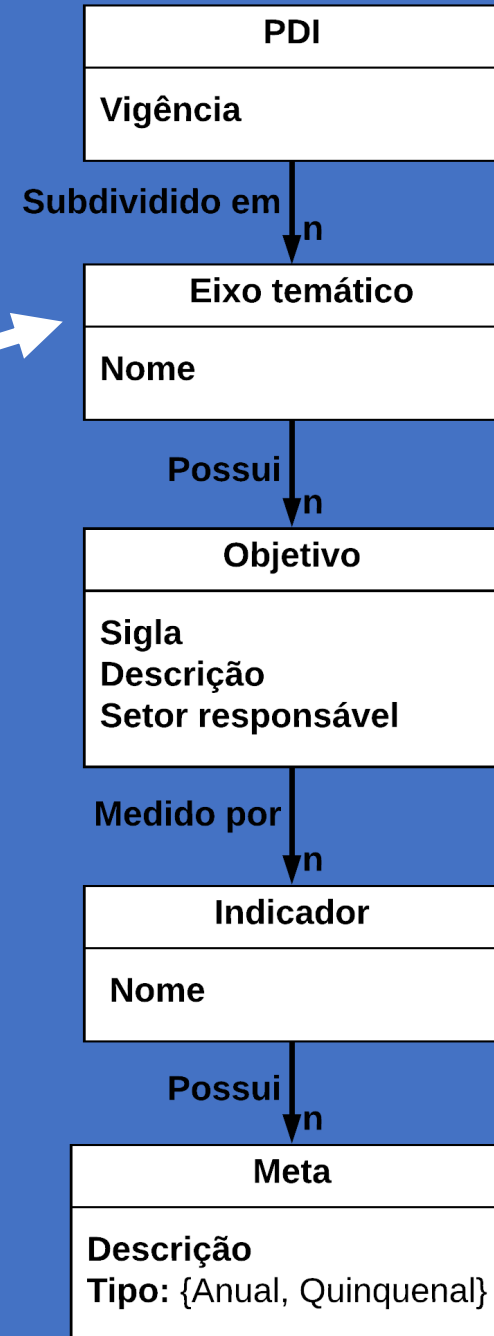 PDI
Vigência
Subdividido em
n
Eixo temático
Nome
Possui
n
Objetivo
Sigla
Descrição
Setor responsável
Medido por
n
Indicador
Nome
Possui
n
Meta
Descrição
Tipo: {Anual, Quinquenal}